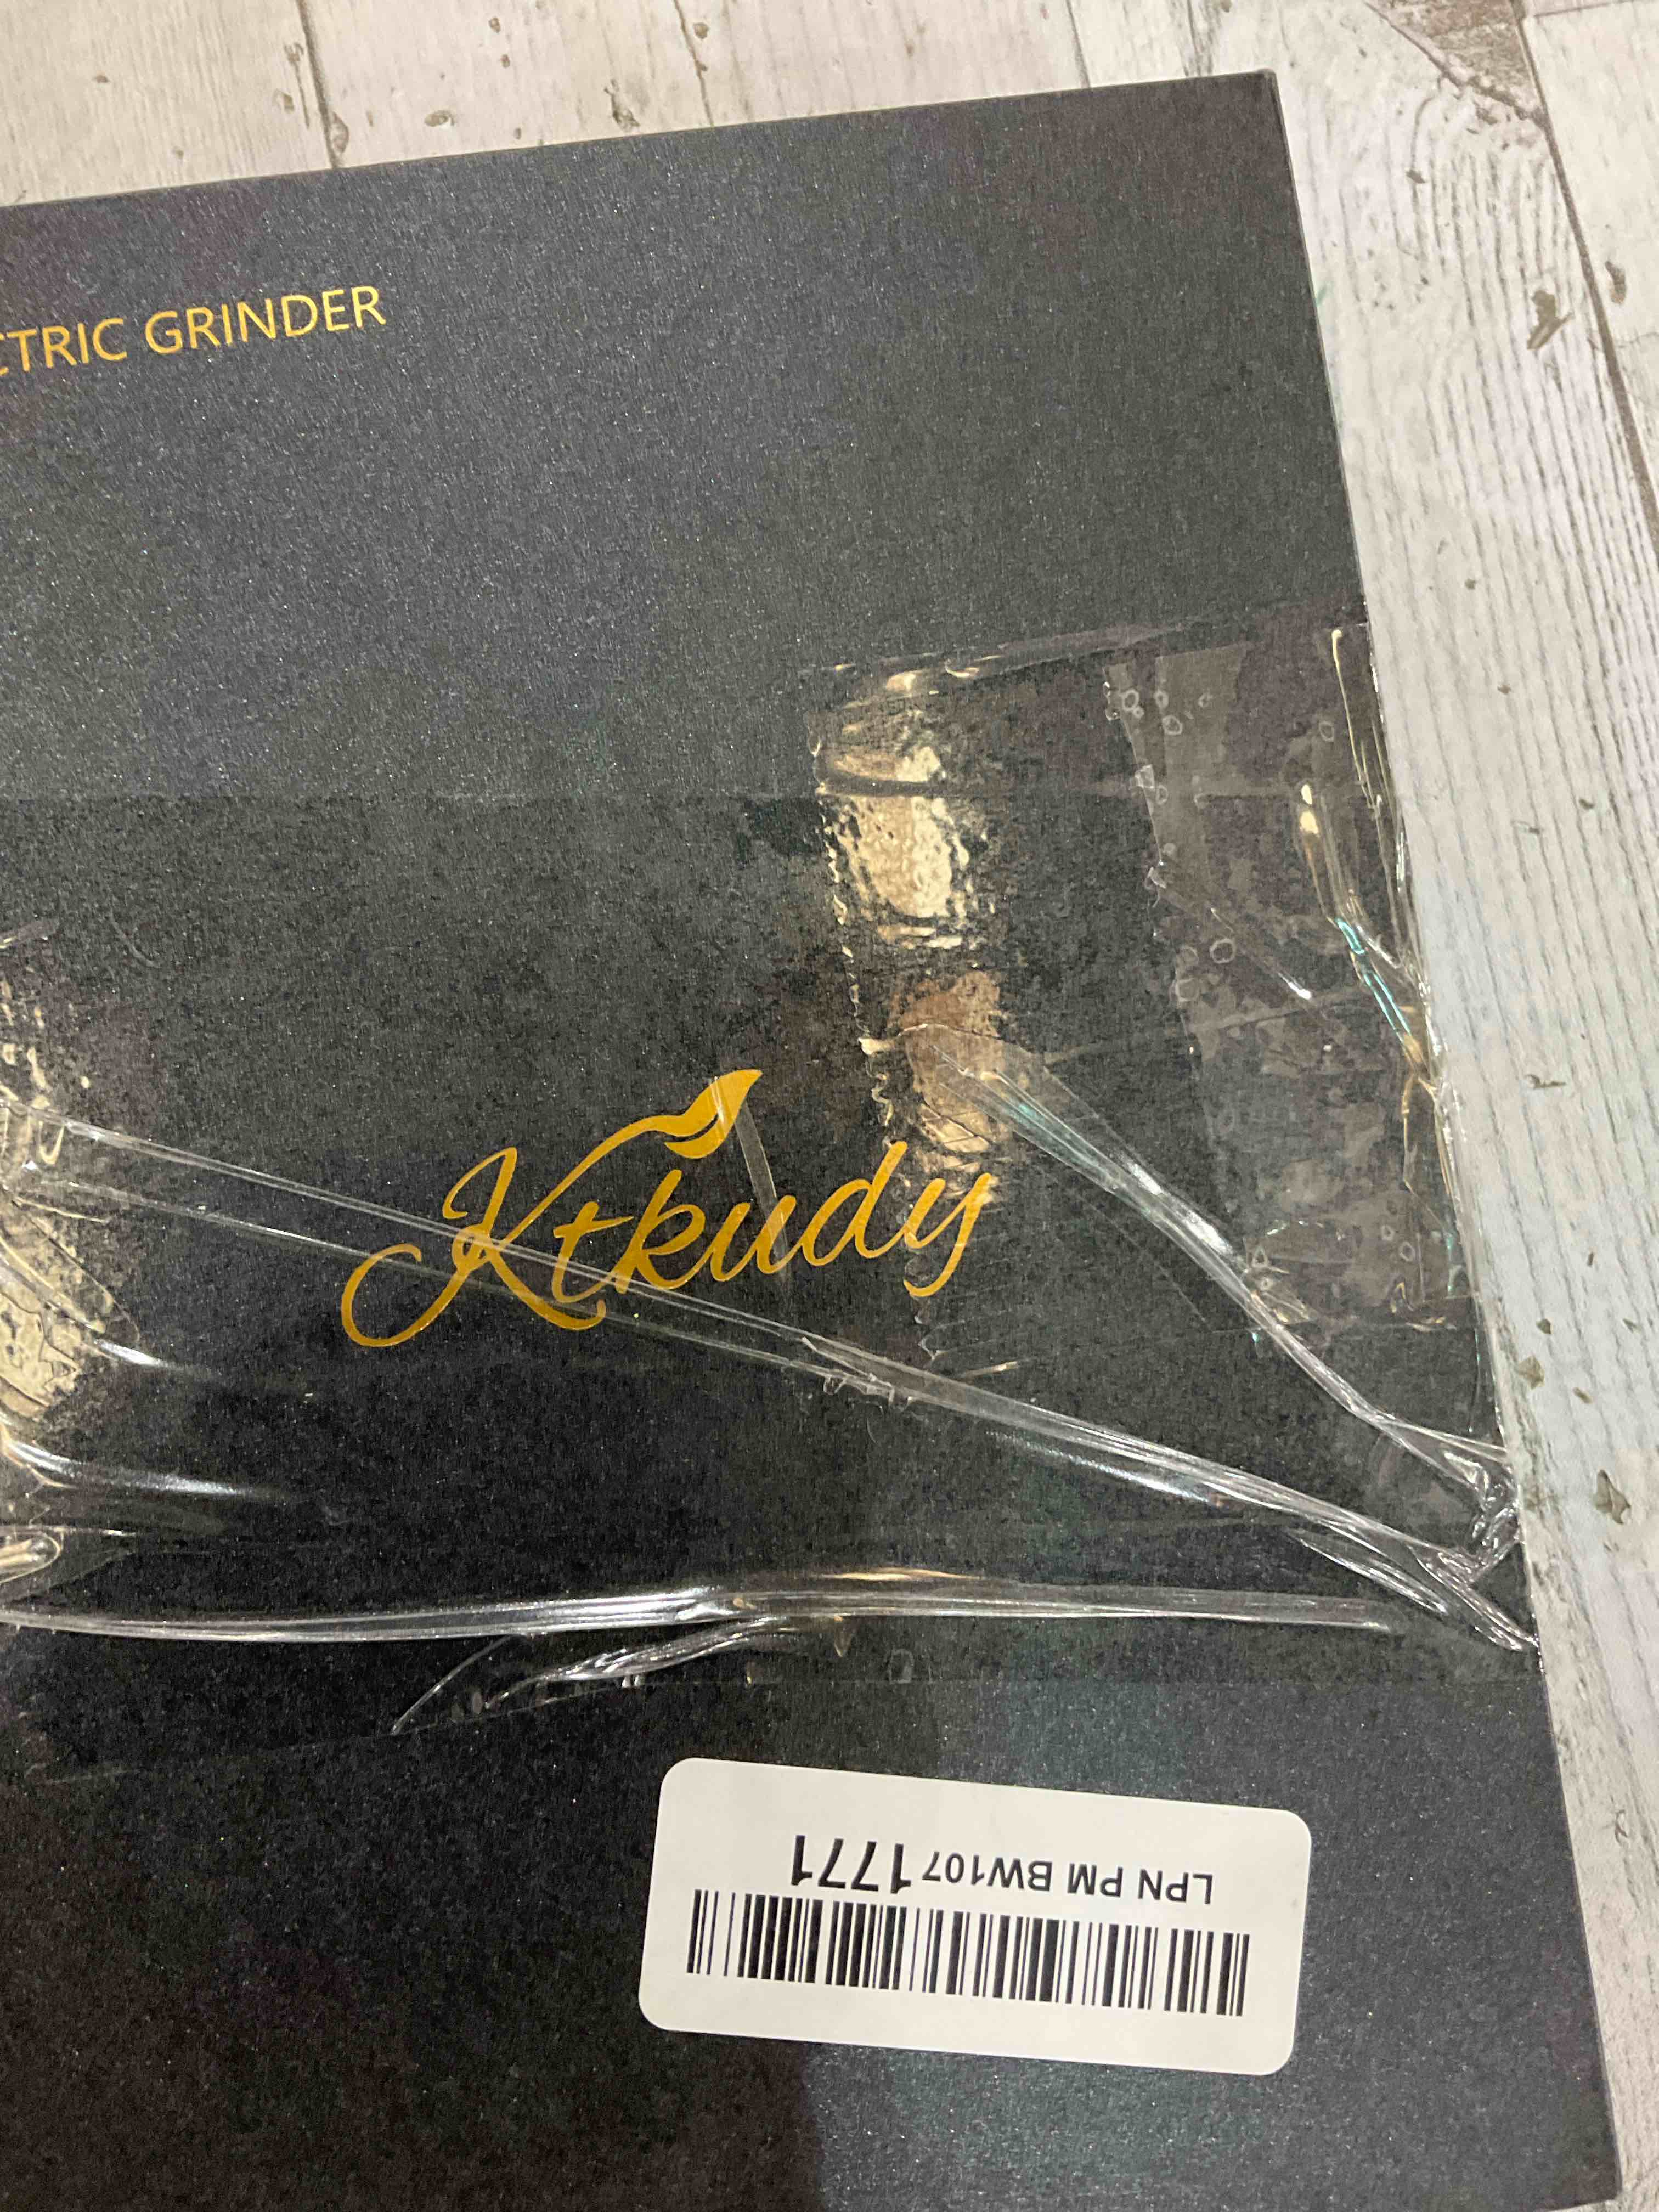 CTRIC GRINDER
Ktkudy
LPN PM BW1071771